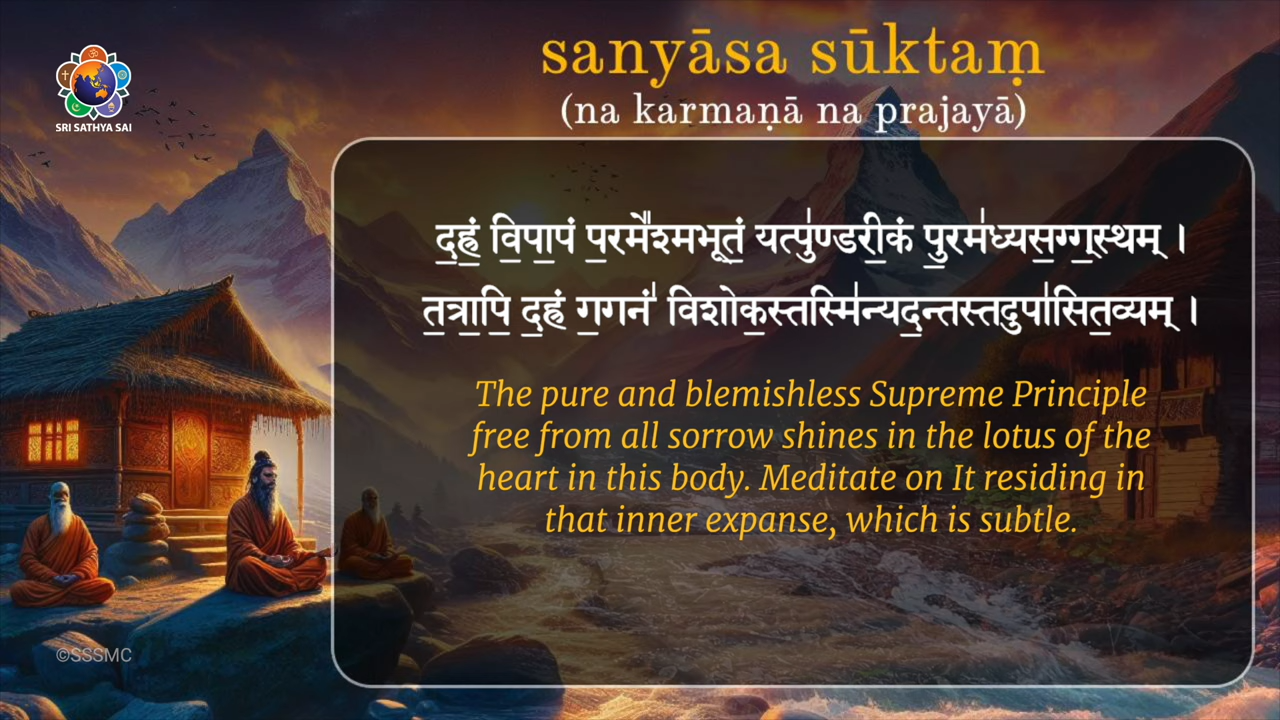 sanyāsa sūktaṃ
(na karmaṇā na prajayā)
SRI SATHYA SAI
द॒ह्रं॒ वि॒पा॒पं प॒रमे᳚श्मभूतं॒ यत्पु॑ण्डरी॒कं पु॒रम॑ध्यस॒ग्ग्॒स्थम् ।
त॒त्रा॒पि॒ द॒ह्रं ग॒गनं॑ विशोक॒स्तस्मि॑न्यद॒न्तस्तदुपा॑सित॒व्यम् ।
The pure and blemishless Supreme Principle
free from all sorrow shines in the lotus of the
heart in this body. Meditate on It residing in
that inner expanse, which is subtle.
©SSSMC